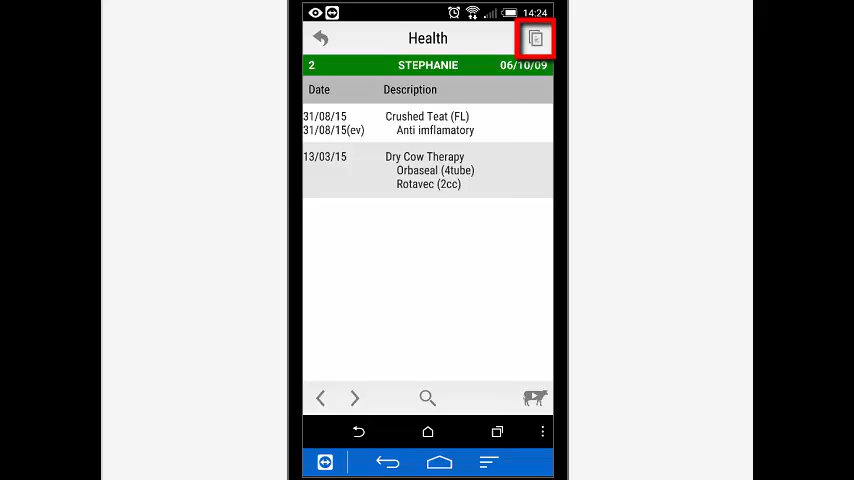 14:24
Health
2 STEPHANIE 06/10/09
Date Description
31/08/15 Crushed Teat (FL)
31/08/15(ev) Anti imflamatory
13/03/15 Dry Cow Therapy
Orbaseal (4tube)
Rotavec (2cc)